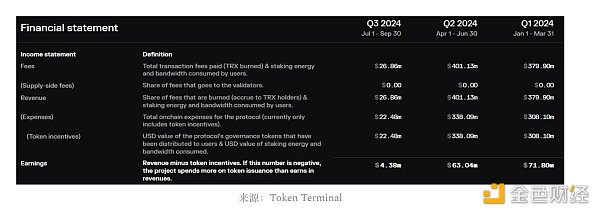 Financial statement Q3 2024 Q2 2024 Q1 2024
Jul 1 - Sep 30 Apr 1 - Jun 30 Jan 1 - Mar 31
Income statement Definition
Fees Total transaction fees paid (TRX burned) & staking energy $26.86m $401.13m $379.90m
and bandwidth consumed by users.
(Supply-side fees) Share of fees that goes to the validators. $0.00 $0.00 $0.00
Revenue Share of fees that are burned (accrue to TRX holders) & $26.86m $401.13m $379.90m
staking energy and bandwidth consumed by users.
(Expenses) Total onchain expenses for the protocol (currently only $22.48m $338.09m $308.10m
includes token incentives).
(Token incentives) USD value of the protocol's governance tokens that have $22.48m $338.09m $308.10m
been distributed to users & USD value of staking energy and
bandwidth consumed.
Earnings Revenue minus token incentives. If this number is negative, $4.38m $63.04m $71.80m
the project spends more on token issuance than earns in
revenues.
来源：Token Terminal
金色财经